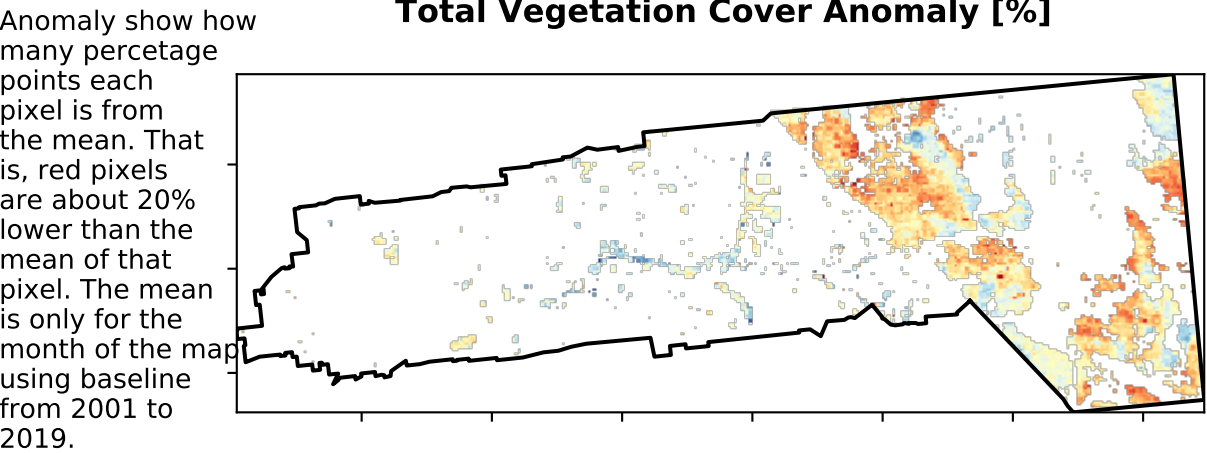 Total Vegetation Cover Anomaly [%]
Anomaly show how
many percetage
points each
pixel is from
the mean. That
is, red pixels
are about 20%
lower than the
mean of that
pixel. The mean
is only for the
month of the map
using baseline
from 2001 to
2019.